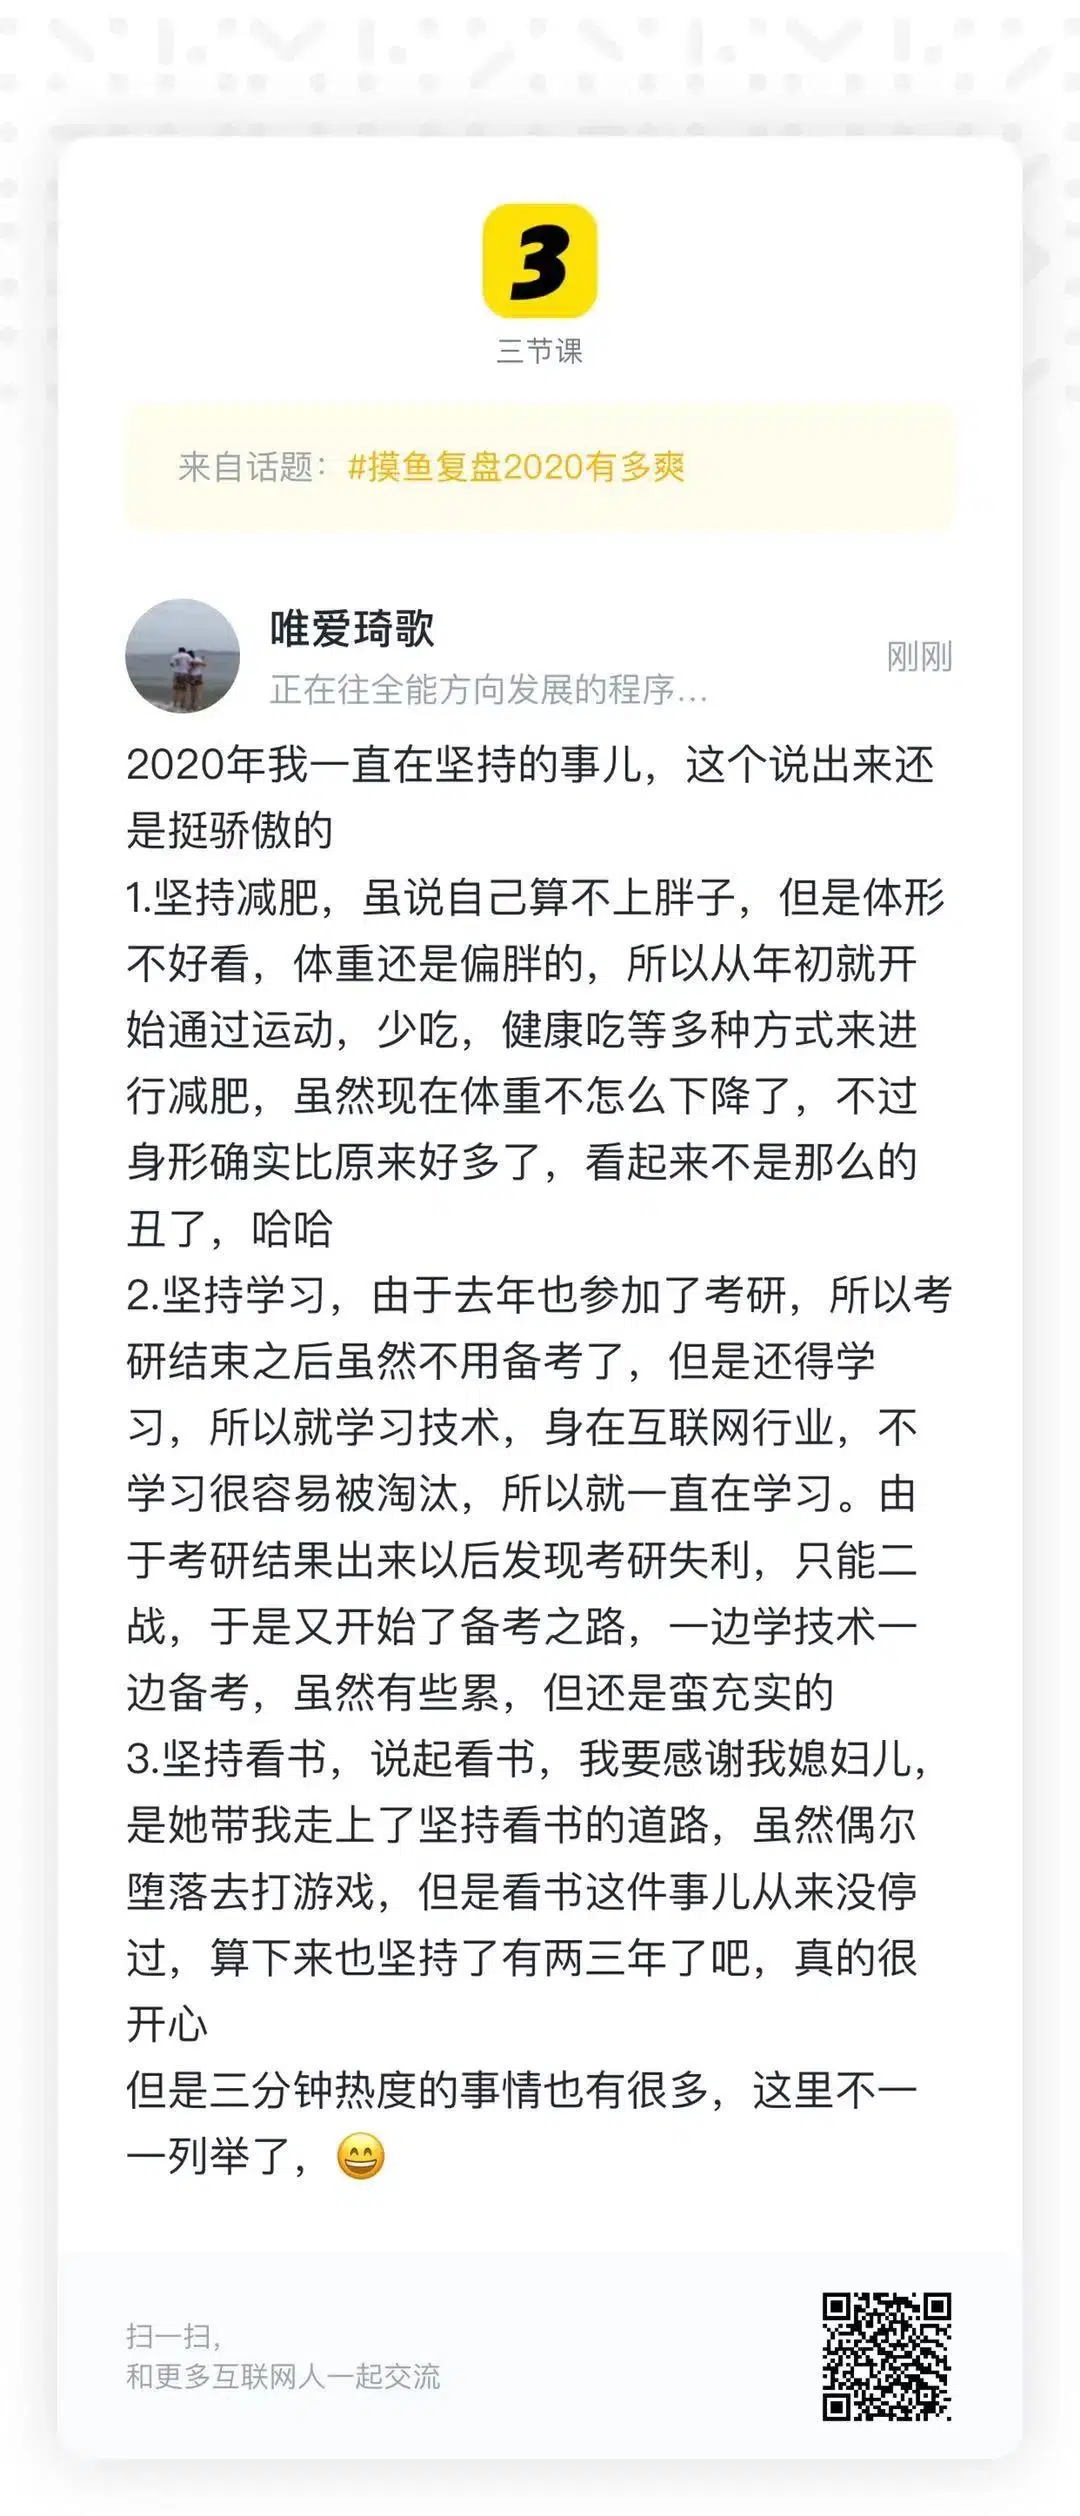 3
三节课
来自话题：#摸鱼复盘2020有多爽
唯爱琦歌
刚刚
正在往全能方向发展的程序...
2020年我一直在坚持的事儿，这个说出来还
是挺骄傲的
1.坚持减肥，虽说自己算不上胖子，但是体形
不好看，体重还是偏胖的，所以从年初就开
始通过运动，少吃，健康吃等多种方式来进
行减肥，虽然现在体重不怎么下降了，不过
身形确实比原来好多了，看起来不是那么的
丑了，哈哈
2.坚持学习，由于去年也参加了考研，所以考
研结束之后虽然不用备考了，但是还得学
习，所以就学习技术，身在互联网行业，不
学习很容易被淘汰，所以就一直在学习。由
于考研结果出来以后发现考研失利，只能二
战，于是又开始了备考之路，一边学技术一
边备考，虽然有些累，但还是蛮充实的
3.坚持看书，说起看书，我要感谢我媳妇儿，
是她带我走上了坚持看书的道路，虽然偶尔
堕落去打游戏，但是看书这件事儿从来没停
过，算下来也坚持了有两三年了吧，真的很
开心
但是三分钟热度的事情也有很多，这里不一
一列举了，😄
扫一扫，
和更多互联网人一起交流